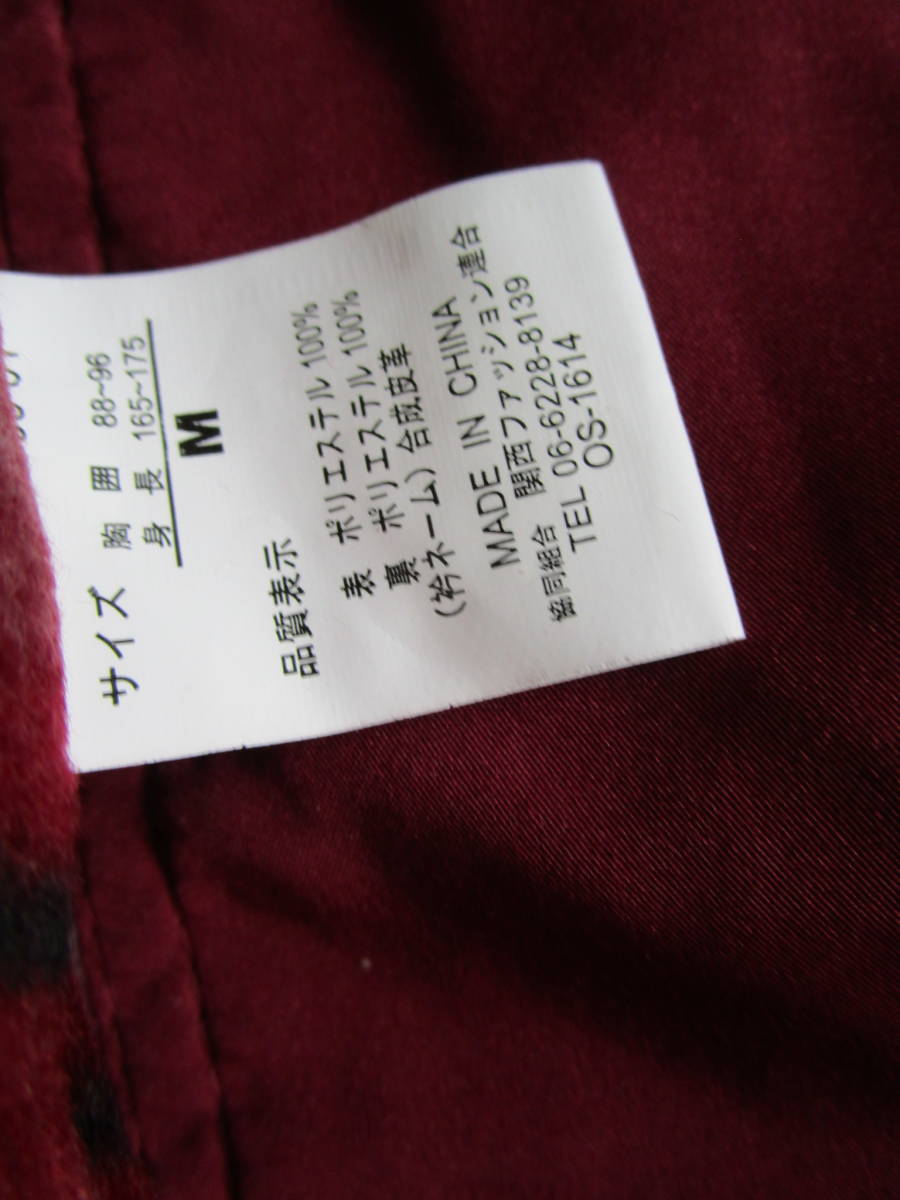 サイズ 胸囲 88~96
身長 165~175
M
品質表示
表 ポリエステル 100%
裏 ポリエステル 100%
(衿ネーム) 合成皮革
MADE IN CHINA
協同組合 関西ファッション連合
TEL 06-6228-8139
OS-1614